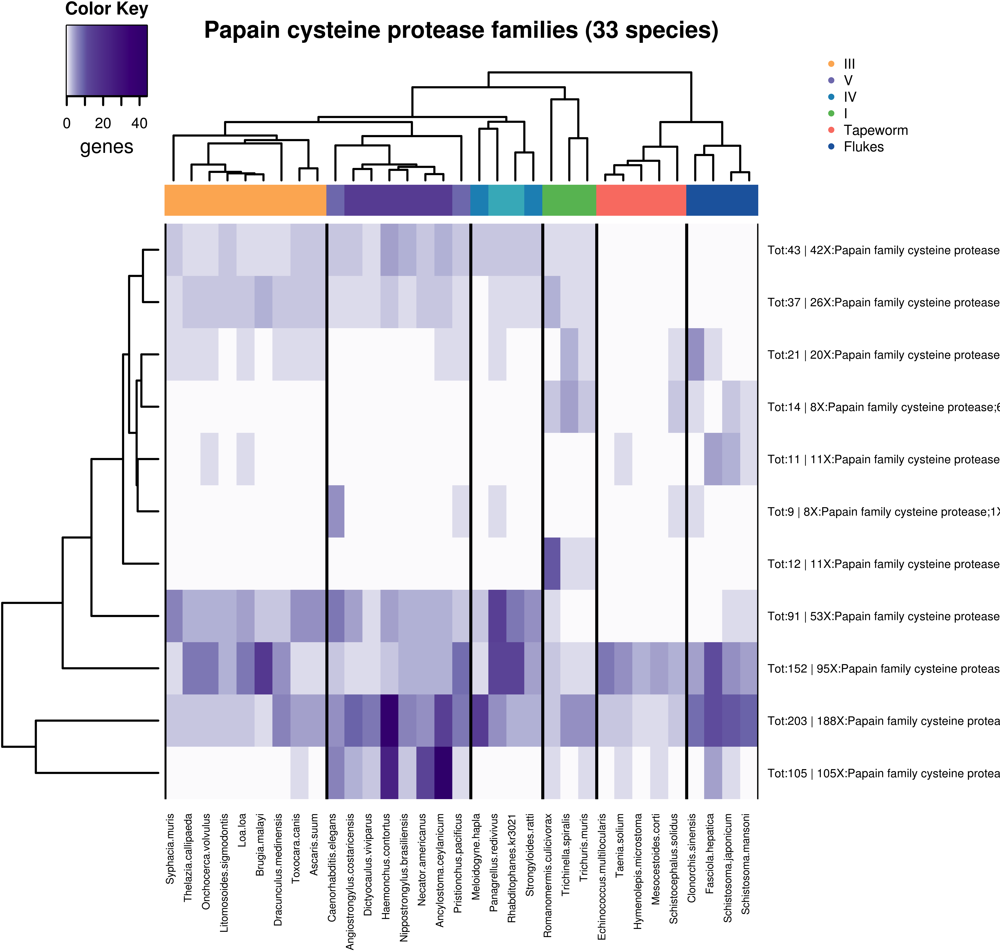 Color Key
0 20 40
genes
Papain cysteine protease families (33 species)
III
V
IV
I
Tapeworm
Flukes
Tot:43 | 42X:Papain family cysteine protease
Tot:37 | 26X:Papain family cysteine protease
Tot:21 | 20X:Papain family cysteine protease
Tot:14 | 8X:Papain family cysteine protease;6
Tot:11 | 11X:Papain family cysteine protease
Tot:9 | 8X:Papain family cysteine protease;1X
Tot:12 | 11X:Papain family cysteine protease
Tot:91 | 53X:Papain family cysteine protease
Tot:152 | 95X:Papain family cysteine proteas
Tot:203 | 188X:Papain family cysteine protea
Tot:105 | 105X:Papain family cysteine protea
Syphacia.muris
Thelazia.callipaeda
Onchocerca.volvulus
Litomosoides.sigmodontis
Loa.loa
Brugia.malayi
Dracunculus.medinensis
Toxocara.canis
Ascaris.suum
Caenorhabditis.elegans
Angiostrongylus.costaricensis
Dictyocaulus.viviparus
Haemonchus.contortus
Nippostrongylus.brasiliensis
Necator.americanus
Ancylostoma.ceylanicum
Pristionchus.pacificus
Meloidogyne.hapla
Panagrellus.redivivus
Rhabditophanes.kr3021
Strongyloides.ratti
Romanomermis.culicivorax
Trichinella.spiralis
Trichuris.muris
Echinococcus.multilocularis
Taenia.solium
Hymenolepis.microstoma
Mesocestoides.corti
Schistocephalus.solidus
Clonorchis.sinensis
Fasciola.hepatica
Schistosoma.japonicum
Schistosoma.mansoni